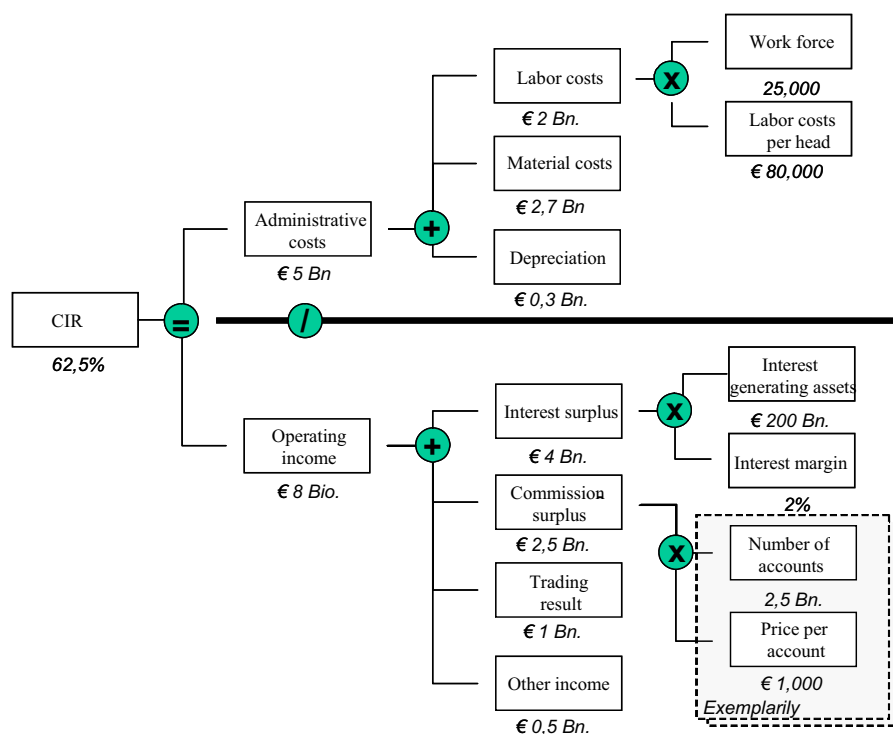 CIR
62,5%
=
/
Administrative
costs
€ 5 Bn
+
Labor costs
€ 2 Bn.
x
Work force
25,000
Labor costs
per head
€ 80,000
Material costs
€ 2,7 Bn
Depreciation
€ 0,3 Bn.
Operating
income
€ 8 Bio.
+
Interest surplus
€ 4 Bn.
x
Interest
generating assets
€ 200 Bn.
Interest margin
2%
Commission
surplus
€ 2,5 Bn.
x
Number of
accounts
2,5 Bn.
Price per
account
€ 1,000
Exemplarily
Trading
result
€ 1 Bn.
Other income
€ 0,5 Bn.